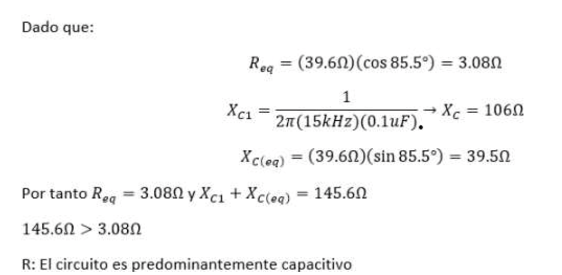 Dado que:
R_eq = (39.6Ω)(cos 85.5°) = 3.08Ω
X_C1 = 1 / 2π(15kHz)(0.1uF). → X_C = 106Ω
X_C(eq) = (39.6Ω)(sin 85.5°) = 39.5Ω
Por tanto R_eq = 3.08Ω y X_C1 + X_C(eq) = 145.6Ω
145.6Ω > 3.08Ω
R: El circuito es predominantemente capacitivo